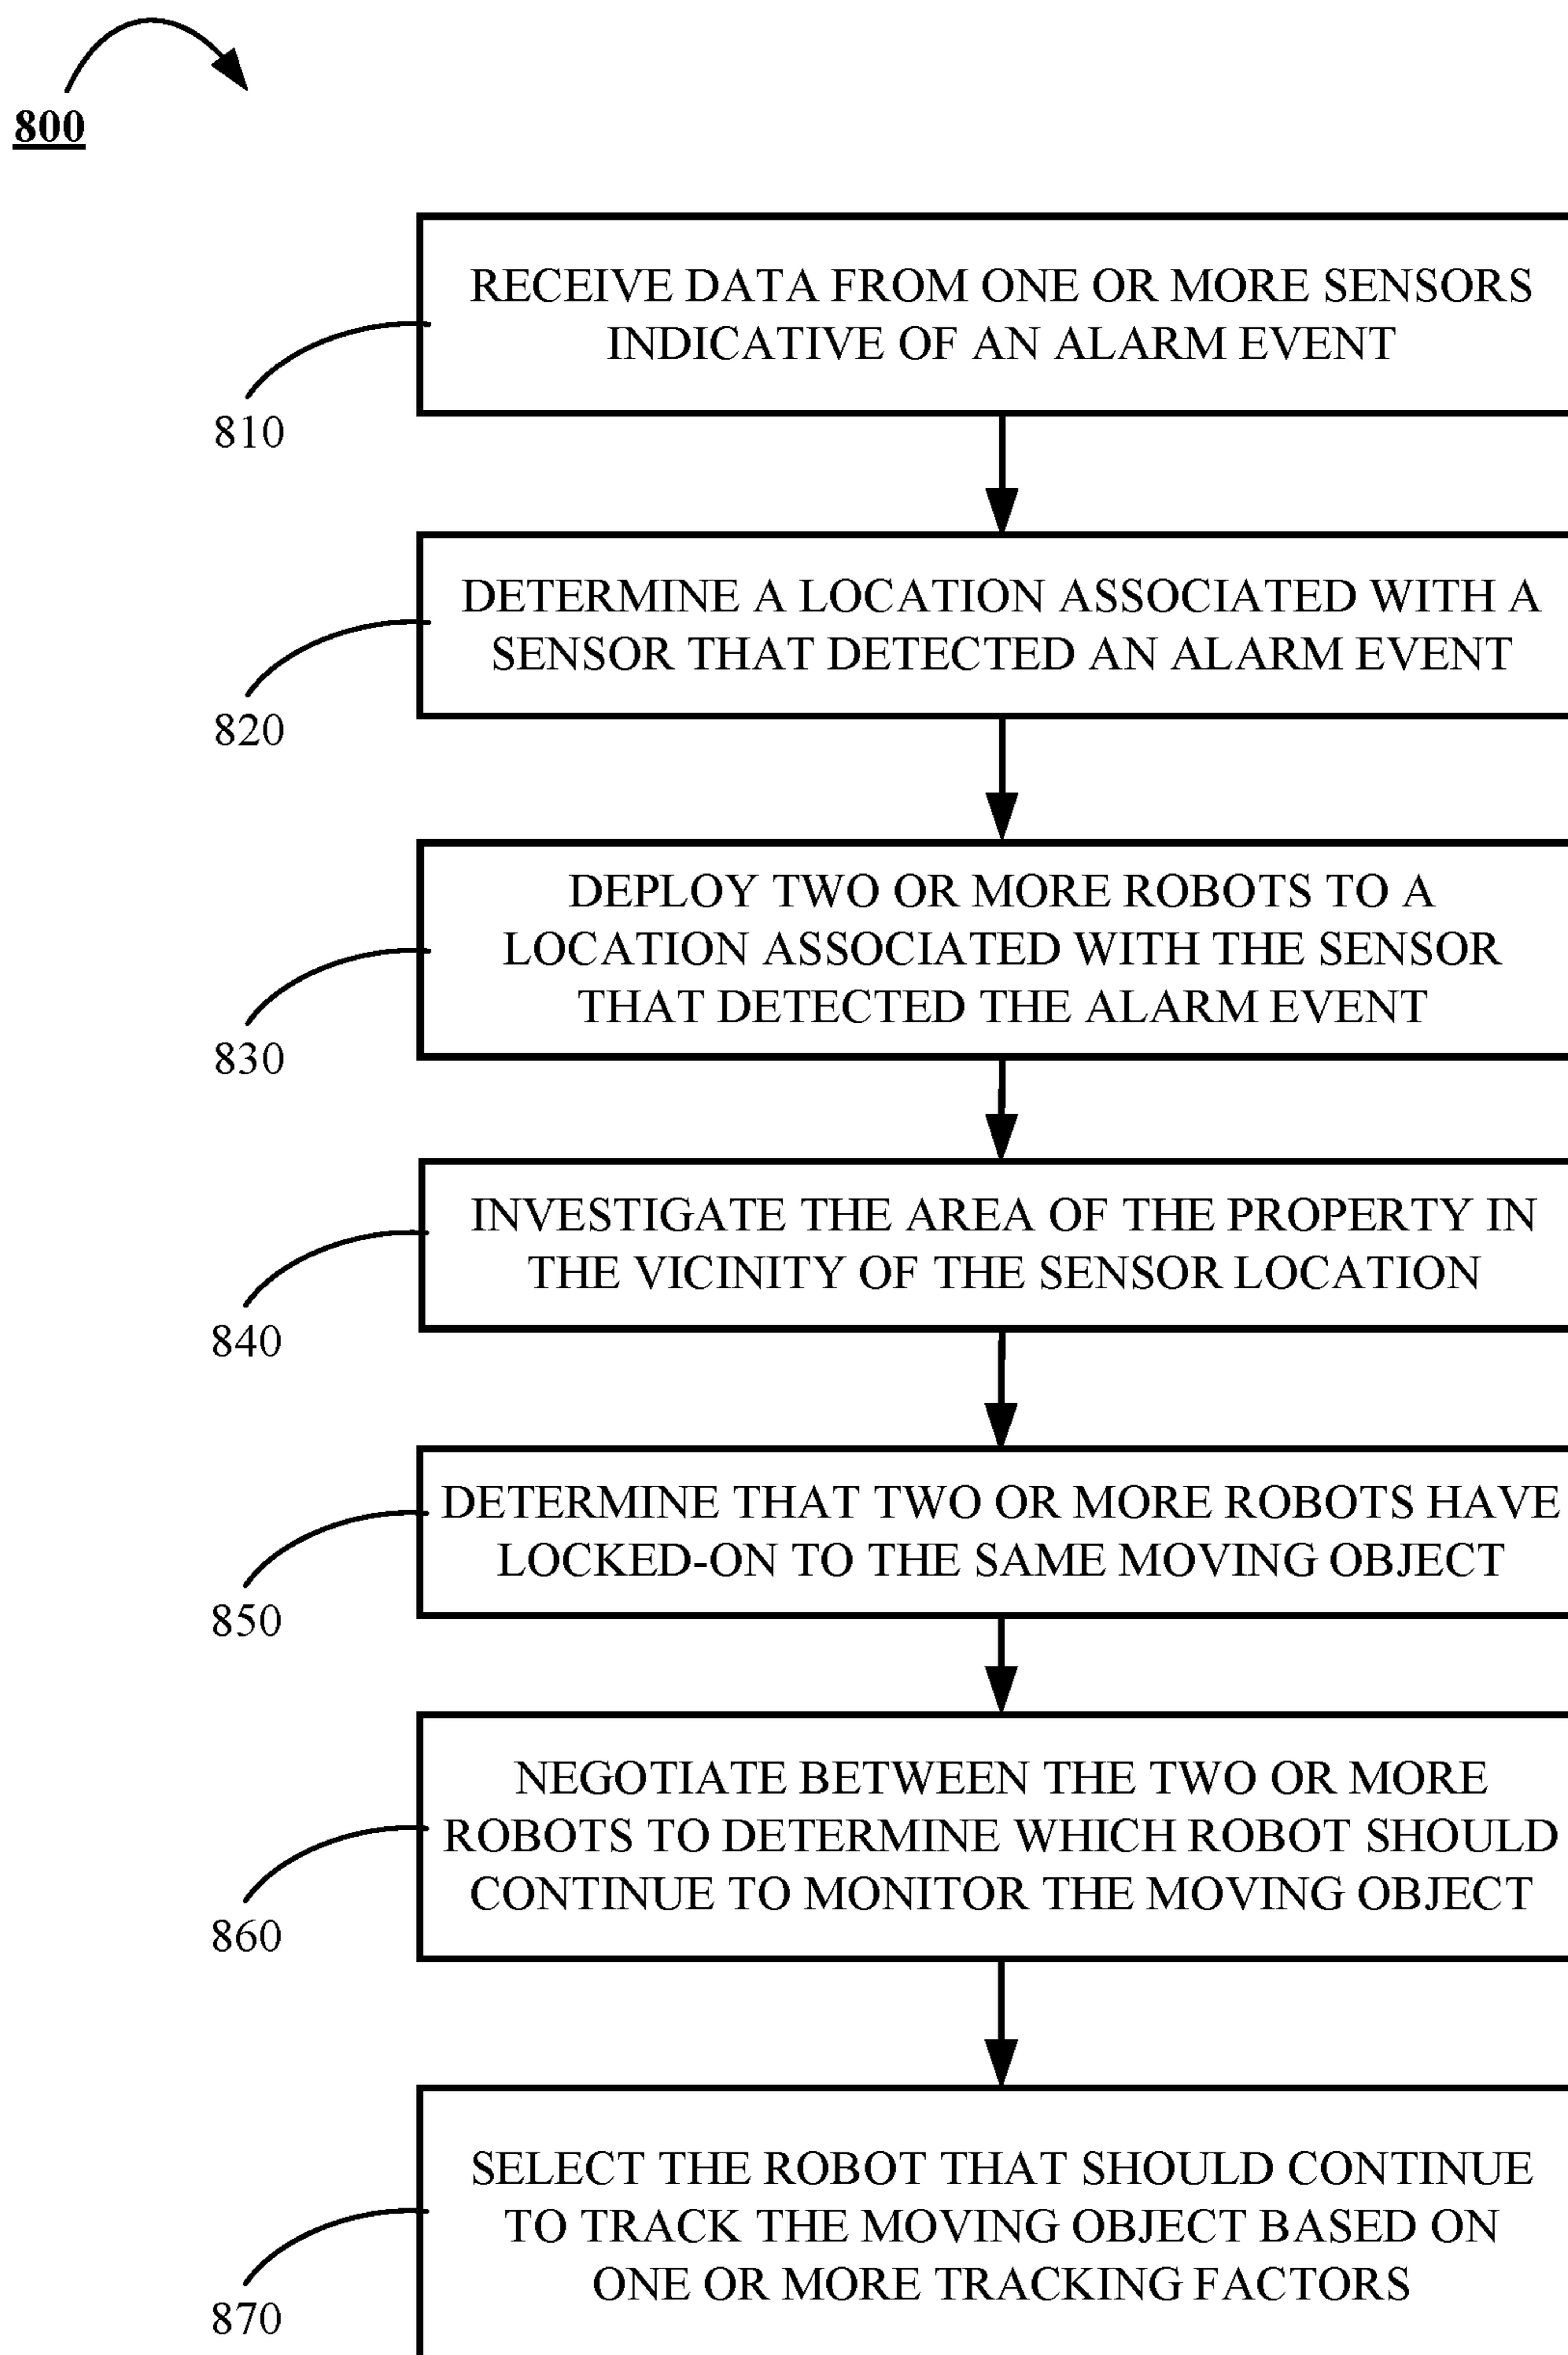 800
RECEIVE DATA FROM ONE OR MORE SENSORS
INDICATIVE OF AN ALARM EVENT
810
DETERMINE A LOCATION ASSOCIATED WITH A
SENSOR THAT DETECTED AN ALARM EVENT
820
DEPLOY TWO OR MORE ROBOTS TO A
LOCATION ASSOCIATED WITH THE SENSOR
THAT DETECTED THE ALARM EVENT
830
INVESTIGATE THE AREA OF THE PROPERTY IN
THE VICINITY OF THE SENSOR LOCATION
840
DETERMINE THAT TWO OR MORE ROBOTS HAVE
LOCKED-ON TO THE SAME MOVING OBJECT
850
NEGOTIATE BETWEEN THE TWO OR MORE
ROBOTS TO DETERMINE WHICH ROBOT SHOULD
CONTINUE TO MONITOR THE MOVING OBJECT
860
SELECT THE ROBOT THAT SHOULD CONTINUE
TO TRACK THE MOVING OBJECT BASED ON
ONE OR MORE TRACKING FACTORS
870